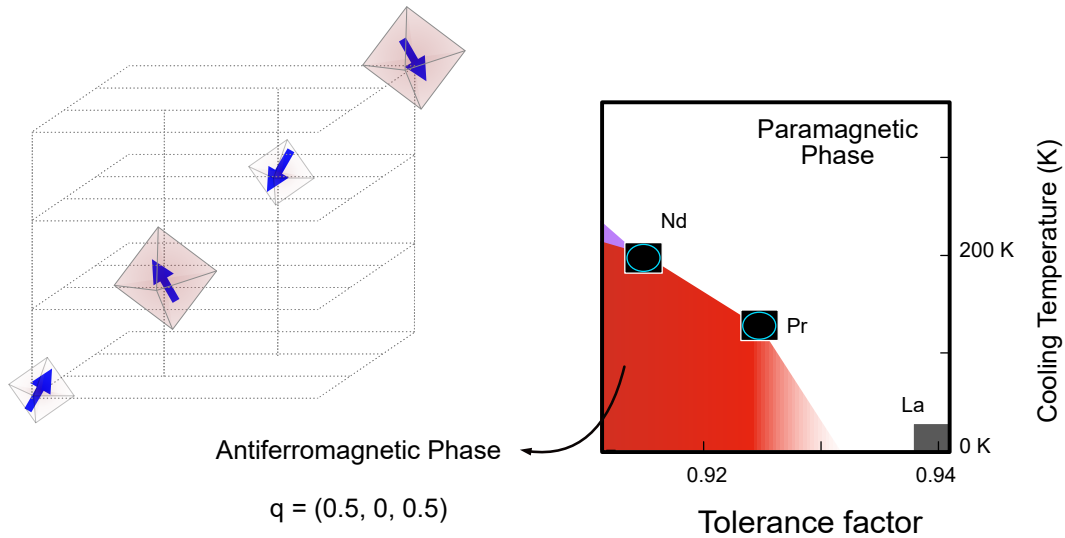 Paramagnetic
Phase
Nd
200 K
Pr
La
0 K
0.92
0.94
Tolerance factor
Cooling Temperature (K)
Antiferromagnetic Phase
q = (0.5, 0, 0.5)